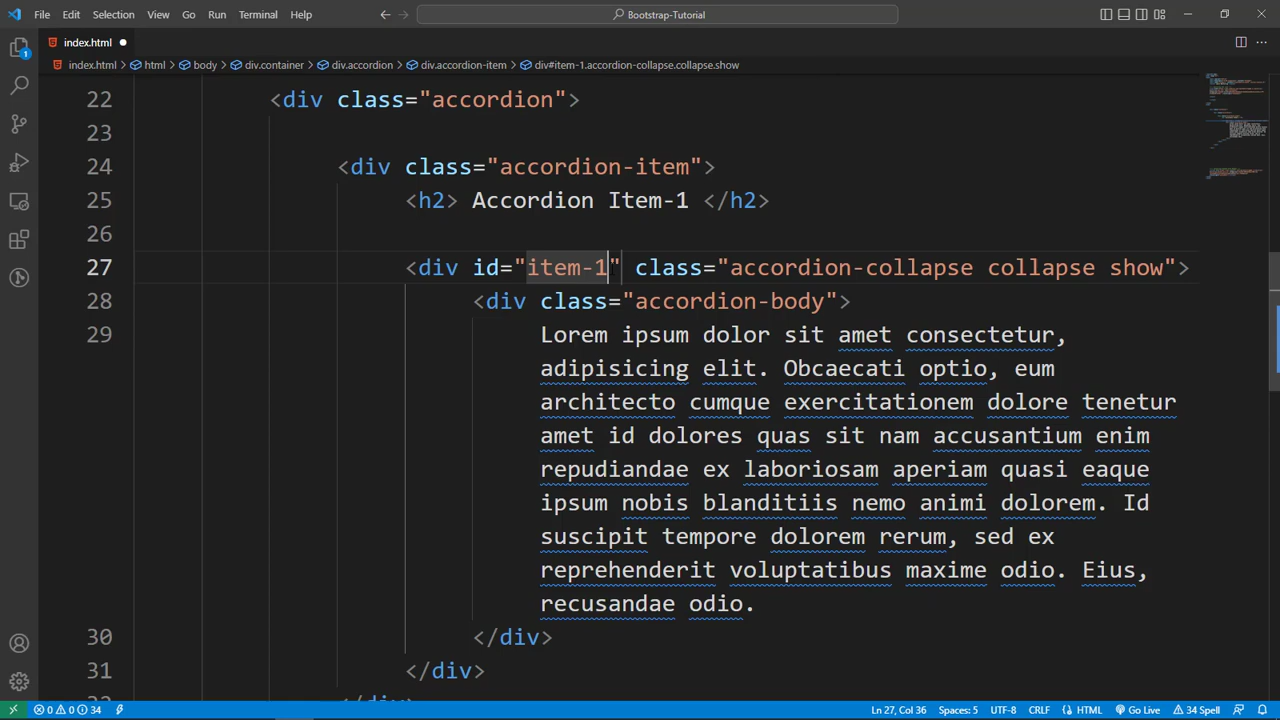 File Edit Selection View Go Run Terminal Help Bootstrap-Tutorial
index.html
index.html > html > body > div.container > div.accordion > div.accordion-item > div#item-1.accordion-collapse.collapse.show
1
22 <div class="accordion">
23
24 <div class="accordion-item">
25 <h2> Accordion Item-1 </h2>
26
27 <div id="item-1" class="accordion-collapse collapse show">
28 <div class="accordion-body">
29 Lorem ipsum dolor sit amet consectetur,
adipisicing elit. Obcaecati optio, eum
architecto cumque exercitationem dolore tenetur
amet id dolores quas sit nam accusantium enim
repudiandae ex laboriosam aperiam quasi eaque
ipsum nobis blanditiis nemo animi dolorem. Id
suscipit tempore dolorem rerum, sed ex
reprehenderit voluptatibus maxime odio. Eius,
recusandae odio.
30 </div>
31 </div>
32 </div>
0 0 34 Ln 27, Col 36 Spaces: 5 UTF-8 CRLF HTML Go Live 34 Spell